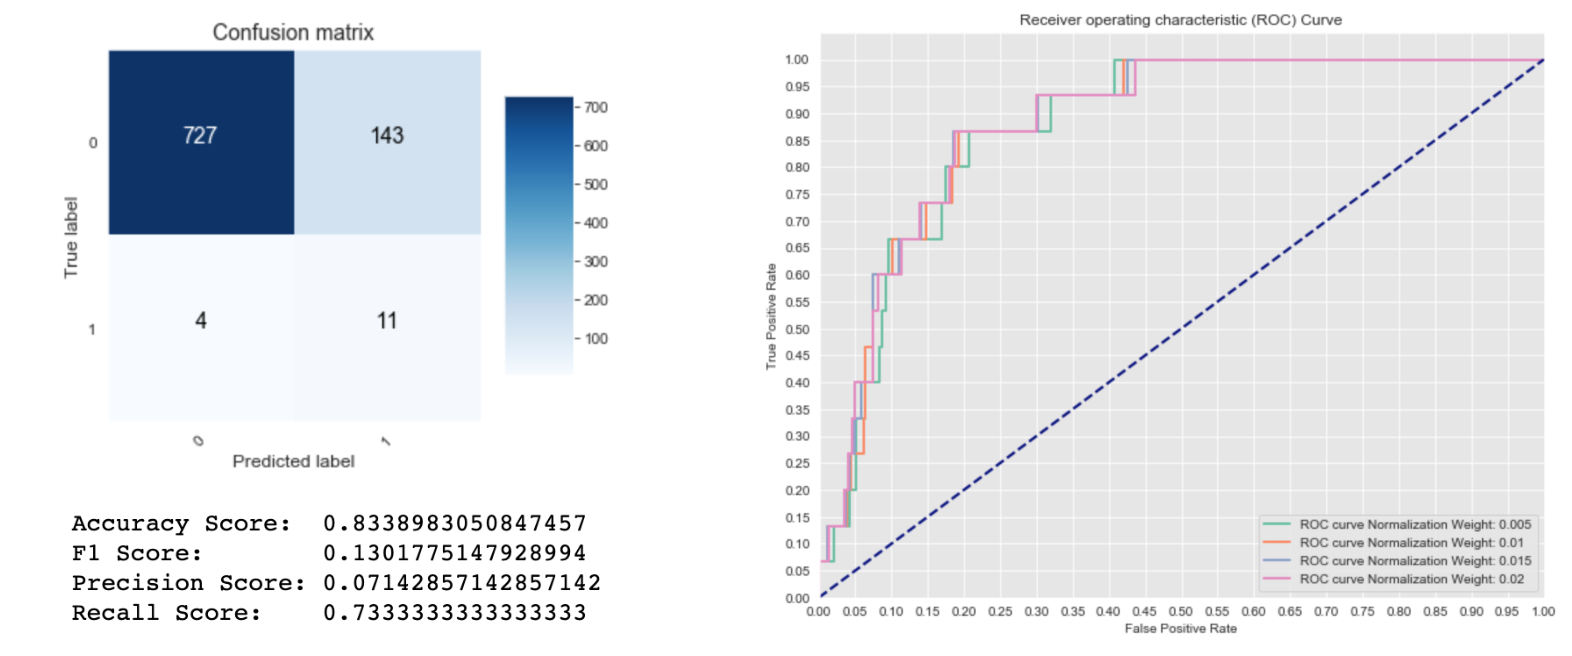 Confusion matrix
True label
0
1
727
143
4
11
0
1
Predicted label
700
600
500
400
300
200
100
Accuracy Score: 0.8338983050847457
F1 Score: 0.1301775147928994
Precision Score: 0.07142857142857142
Recall Score: 0.7333333333333333
Receiver operating characteristic (ROC) Curve
True Positive Rate
1.00
0.95
0.90
0.85
0.80
0.75
0.70
0.65
0.60
0.55
0.50
0.45
0.40
0.35
0.30
0.25
0.20
0.15
0.10
0.05
0.00
ROC curve Normalization Weight: 0.005
ROC curve Normalization Weight: 0.01
ROC curve Normalization Weight: 0.015
ROC curve Normalization Weight: 0.02
0.00 0.05 0.10 0.15 0.20 0.25 0.30 0.35 0.40 0.45 0.50 0.55 0.60 0.65 0.70 0.75 0.80 0.85 0.90 0.95 1.00
False Positive Rate